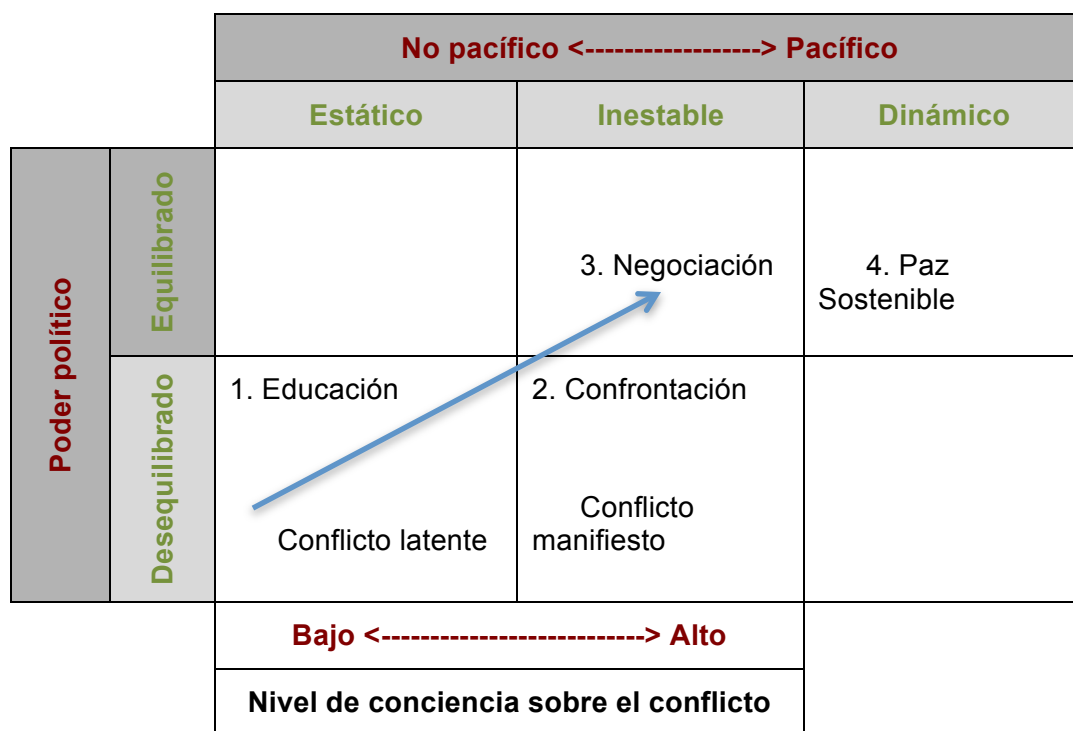 No pacífico <------------------> Pacífico
Estático
Inestable
Dinámico
Poder político
Equilibrado
3. Negociación
4. Paz
Sostenible
Desequilibrado
1. Educación
Conflicto latente
2. Confrontación
Conflicto
manifiesto
Bajo <---------------------------> Alto
Nivel de conciencia sobre el conflicto